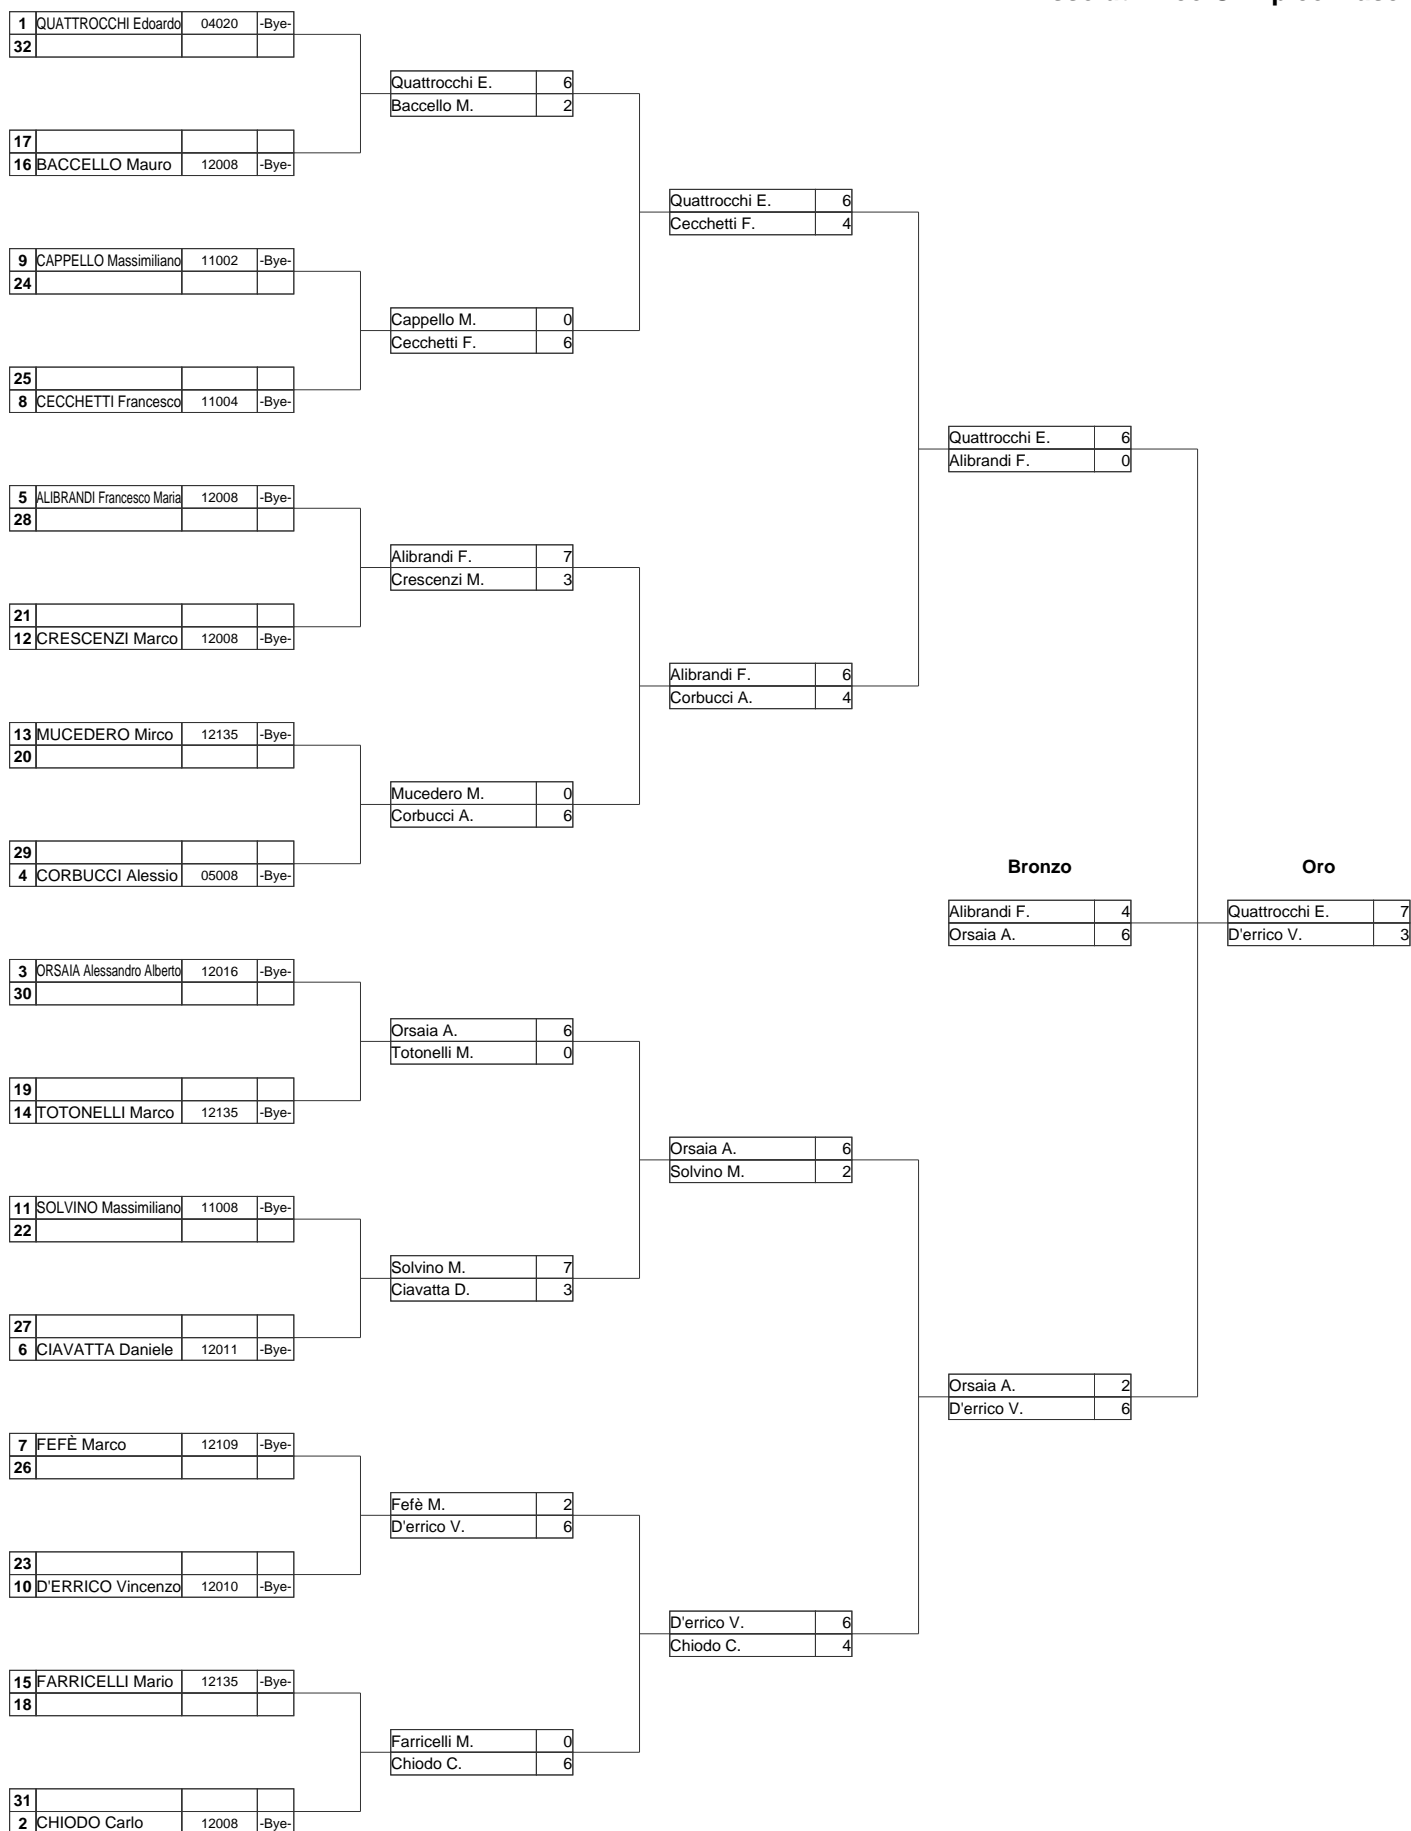 1 QUATTROCCHI Edoardo 04020 -Bye-
32
Quattrocchi E. 6
Baccello M. 2
17
16 BACCELLO Mauro 12008 -Bye-
Quattrocchi E. 6
Cecchetti F. 4
9 CAPPELLO Massimiliano 11002 -Bye-
24
Cappello M. 0
Cecchetti F. 6
25
8 CECCHETTI Francesco 11004 -Bye-
Quattrocchi E. 6
Alibrandi F. 0
5 ALIBRANDI Francesco Maria 12008 -Bye-
28
Alibrandi F. 7
Crescenzi M. 3
21
12 CRESCENZI Marco 12008 -Bye-
Alibrandi F. 6
Corbucci A. 4
13 MUCEDERO Mirco 12135 -Bye-
20
Mucedero M. 0
Corbucci A. 6
29
4 CORBUCCI Alessio 05008 -Bye-
Bronzo Oro
Alibrandi F. 4 Quattrocchi E. 7
Orsaia A. 6 D'errico V. 3
3 ORSAIA Alessandro Alberto 12016 -Bye-
30
Orsaia A. 6
Totonelli M. 0
19
14 TOTONELLI Marco 12135 -Bye-
Orsaia A. 6
Solvino M. 2
11 SOLVINO Massimiliano 11008 -Bye-
22
Solvino M. 7
Ciavatta D. 3
27
6 CIAVATTA Daniele 12011 -Bye-
Orsaia A. 2
D'errico V. 6
7 FEFÈ Marco 12109 -Bye-
26
Fefè M. 2
D'errico V. 6
23
10 D'ERRICO Vincenzo 12010 -Bye-
D'errico V. 6
Chiodo C. 4
15 FARRICELLI Mario 12135 -Bye-
18
Farricelli M. 0
Chiodo C. 6
31
2 CHIODO Carlo 12008 -Bye-